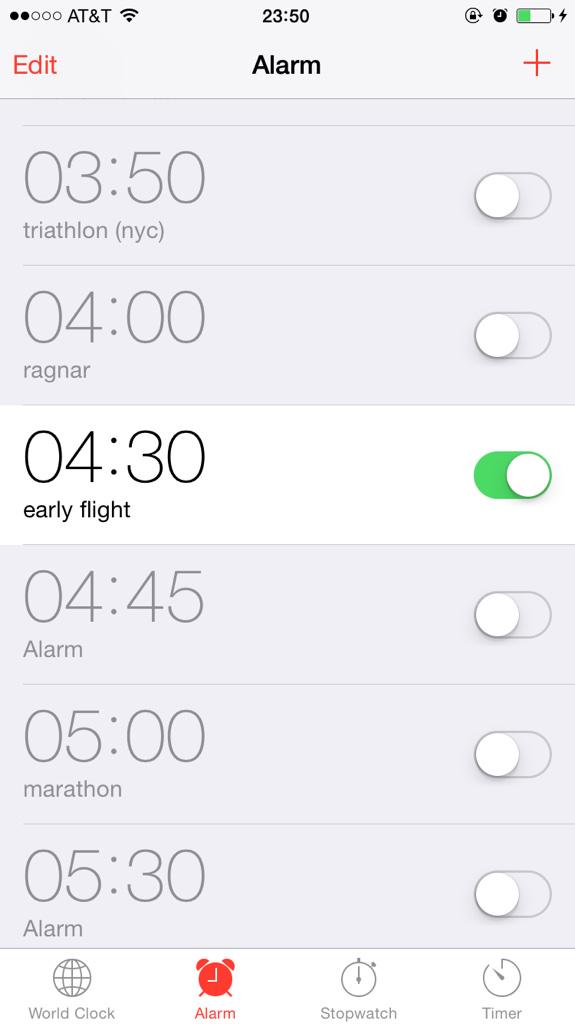 AT&T 23:50
Edit Alarm +
03:50
triathlon (nyc)
04:00
ragnar
04:30
early flight
04:45
Alarm
05:00
marathon
05:30
Alarm
World Clock Alarm Stopwatch Timer